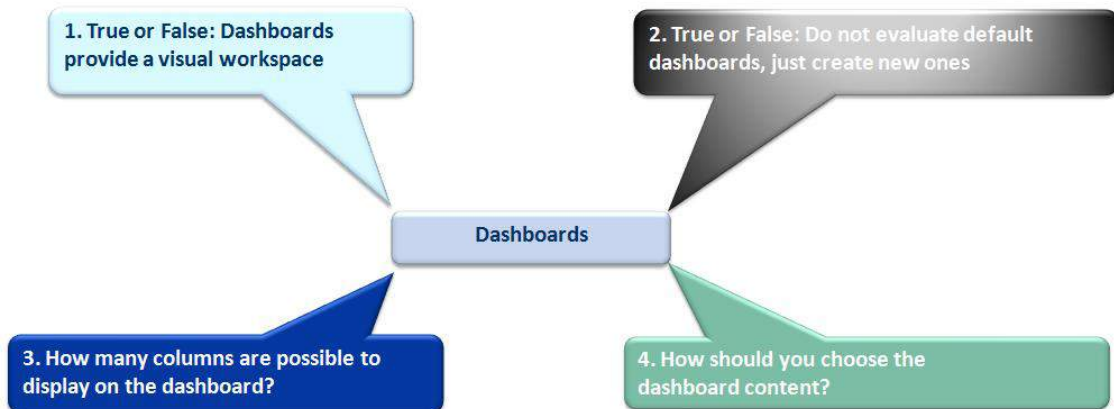 1. True or False: Dashboards
provide a visual workspace
2. True or False: Do not evaluate default
dashboards, just create new ones
Dashboards
3. How many columns are possible to
display on the dashboard?
4. How should you choose the
dashboard content?